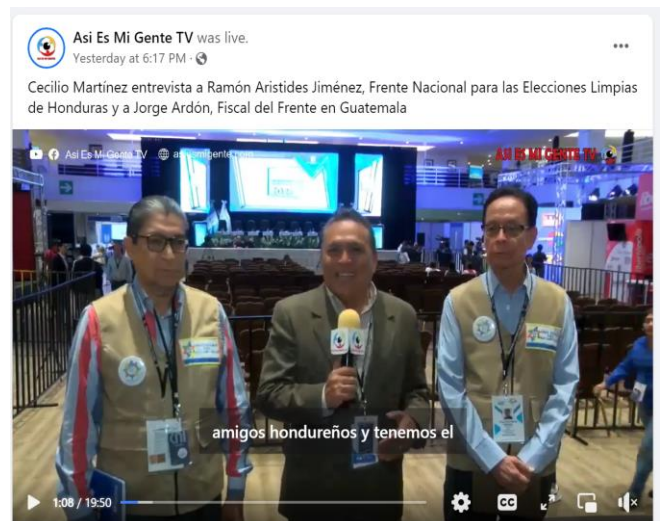 Asi Es Mi Gente TV was live.
Yesterday at 6:17 PM ·
Cecilio Martínez entrevista a Ramón Aristides Jiménez, Frente Nacional para las Elecciones Limpias
de Honduras y a Jorge Ardón, Fiscal del Frente en Guatemala
Asi Es Mi Gente TV
ASI ES MI GENTE TV
amigos hondureños y tenemos el
1:08 / 19:50
CC